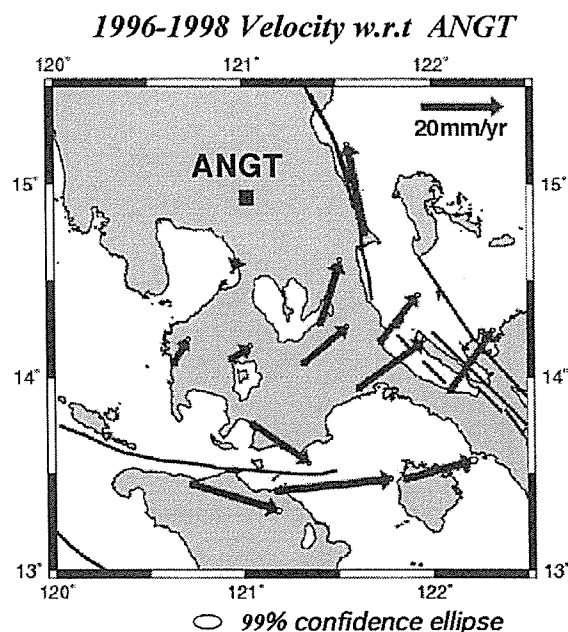 1996-1998 Velocity w.r.t ANGT
120° 121° 122°
20mm/yr
ANGT
15° 15°
14° 14°
13° 13°
120° 121° 122°
99% confidence ellipse